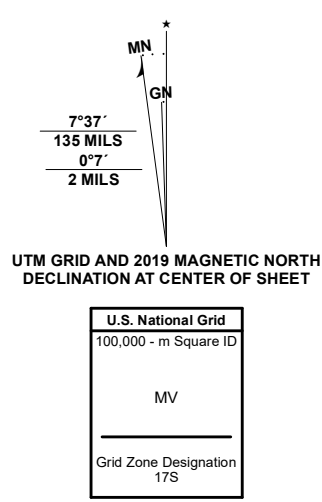 MN
GN
7°37´
135 MILS
0°7´
2 MILS
UTM GRID AND 2019 MAGNETIC NORTH
DECLINATION AT CENTER OF SHEET
U.S. National Grid
100,000 - m Square ID
MV
Grid Zone Designation
17S